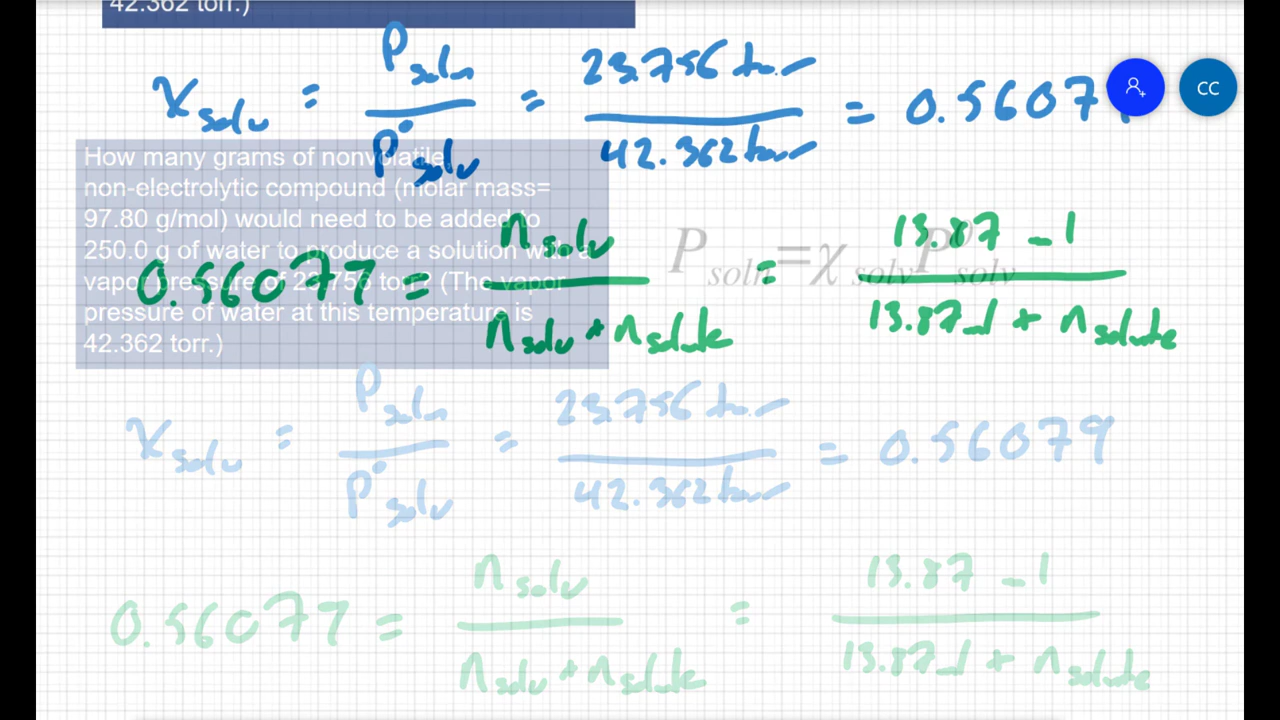 42.362 torr.)
χsolv = Psoln / P°solv = 23.756 torr / 42.362 torr = 0.5607
CC
How many grams of nonvolatile,
non-electrolytic compound (molar mass=
97.80 g/mol) would need to be added to
250.0 g of water to produce a solution with a
vapor pressure of 23.756 torr? (The vapor
pressure of water at this temperature is
42.362 torr.)
Psoln = χsolv P°solv
0.56077 = nsolv / nsolv + nsolute = 13.87 mol / 13.87 mol + nsolute
χsolv = Psoln / P°solv = 23.756 torr / 42.362 torr = 0.56079
0.56077 = nsolv / nsolv + nsolute = 13.87 mol / 13.87 mol + nsolute